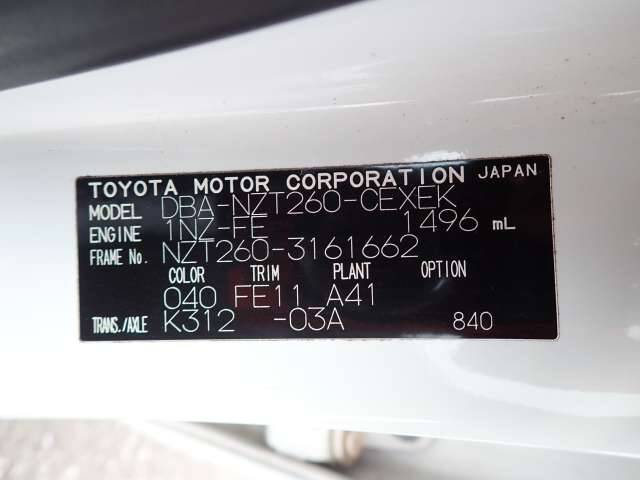 TOYOTA MOTOR CORPORATION JAPAN
MODEL DBA-NZT260-CEXEK
ENGINE 1NZ-FE 1496 mL
FRAME No. NZT260-3161662
COLOR TRIM PLANT OPTION
040 FE11 A41
TRANS./AXLE K312 -03A 840